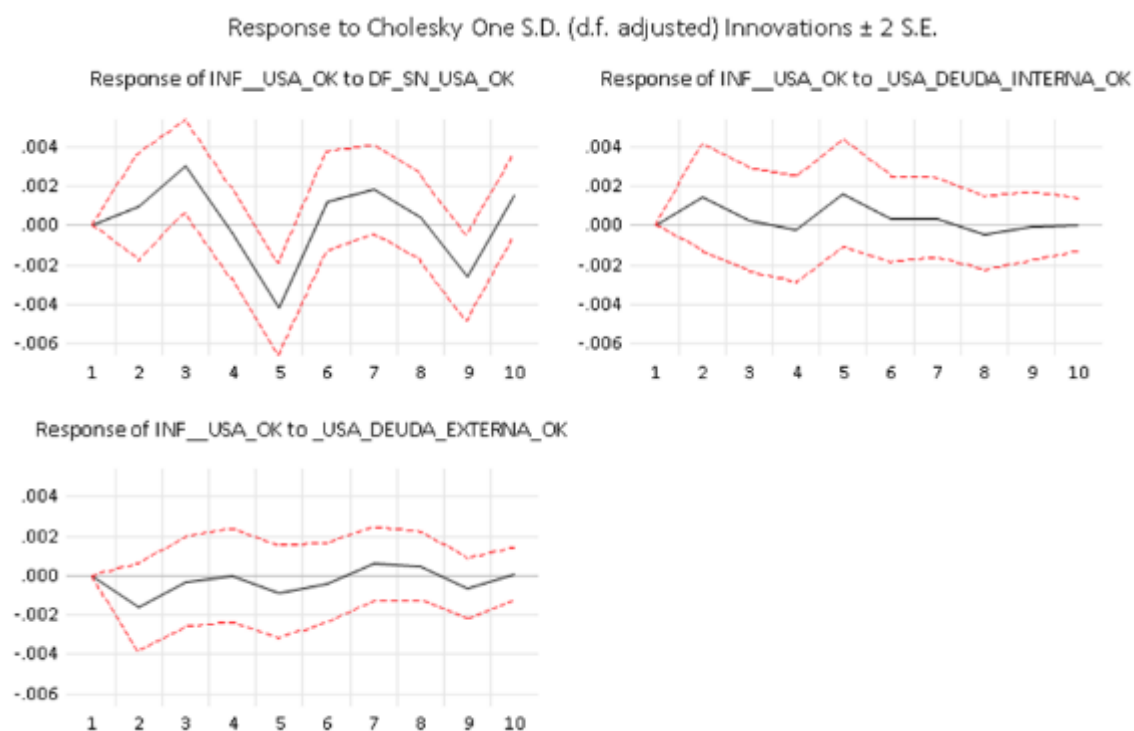 Response to Cholesky One S.D. (d.f. adjusted) Innovations ± 2 S.E.
Response of INF__USA_OK to DF_SN_USA_OK
.004
.002
.000
-.002
-.004
-.006
1 2 3 4 5 6 7 8 9 10
Response of INF__USA_OK to _USA_DEUDA_INTERNA_OK
.004
.002
.000
-.002
-.004
-.006
1 2 3 4 5 6 7 8 9 10
Response of INF__USA_OK to _USA_DEUDA_EXTERNA_OK
.004
.002
.000
-.002
-.004
-.006
1 2 3 4 5 6 7 8 9 10